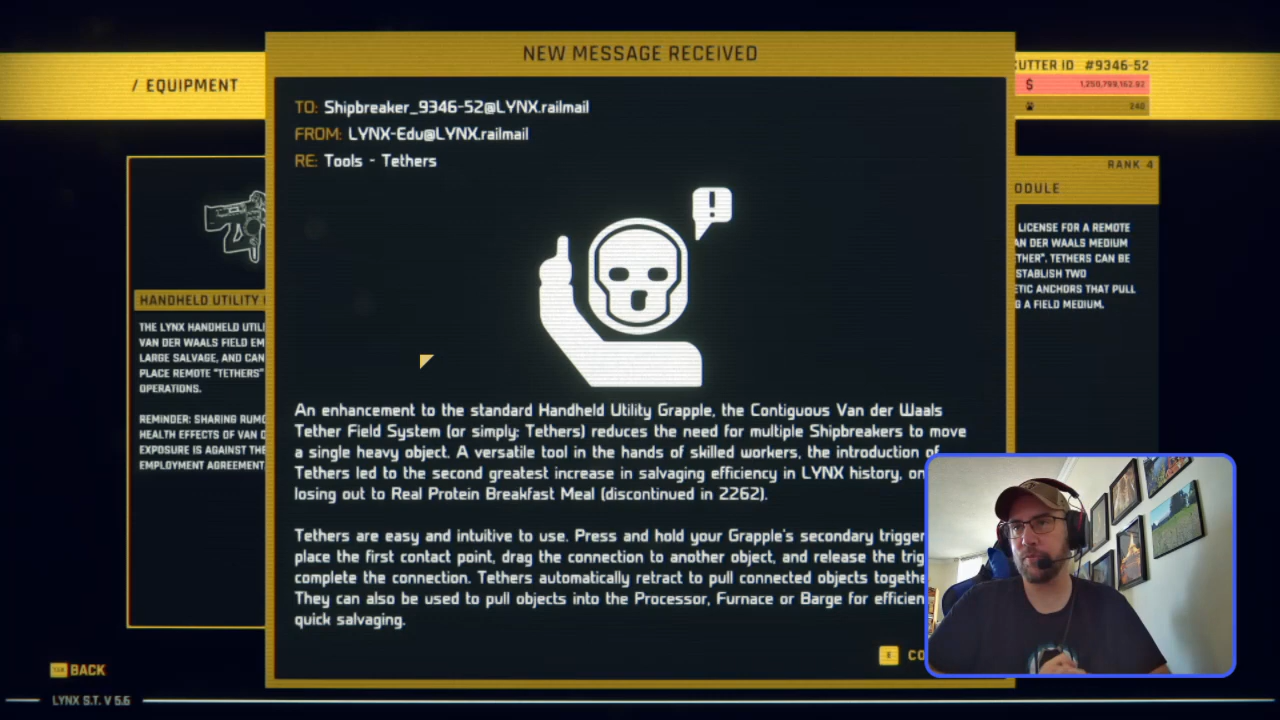 NEW MESSAGE RECEIVED
/ EQUIPMENT
CUTTER ID #9346-52
$ 1,250,799,162.92
240
TO: Shipbreaker_9346-52@LYNX.railmail
FROM: LYNX-Edu@LYNX.railmail
RE: Tools - Tethers
!
An enhancement to the standard Handheld Utility Grapple, the Contiguous Van der Waals
Tether Field System (or simply: Tethers) reduces the need for multiple Shipbreakers to move
a single heavy object. A versatile tool in the hands of skilled workers, the introduction of
Tethers led to the second greatest increase in salvaging efficiency in LYNX history, on
losing out to Real Protein Breakfast Meal (discontinued in 2262).
Tethers are easy and intuitive to use. Press and hold your Grapple's secondary trigger
place the first contact point, drag the connection to another object, and release the trig
complete the connection. Tethers automatically retract to pull connected objects togethe
They can also be used to pull objects into the Processor, Furnace or Barge for efficien
quick salvaging.
E CO
HANDHELD UTILITY
THE LYNX HANDHELD UTIL
VAN DER WAALS FIELD EM
LARGE SALVAGE, AND CAN
PLACE REMOTE "TETHERS"
OPERATIONS.
REMINDER: SHARING RUMO
HEALTH EFFECTS OF VAN D
EXPOSURE IS AGAINST THE
EMPLOYMENT AGREEMENT
RANK 4
ODULE
LICENSE FOR A REMOTE
AN DER WAALS MEDIUM
THER". TETHERS CAN BE
STABLISH TWO
ETIC ANCHORS THAT PULL
G A FIELD MEDIUM.
BACK
LYNX S.T. V 5.6